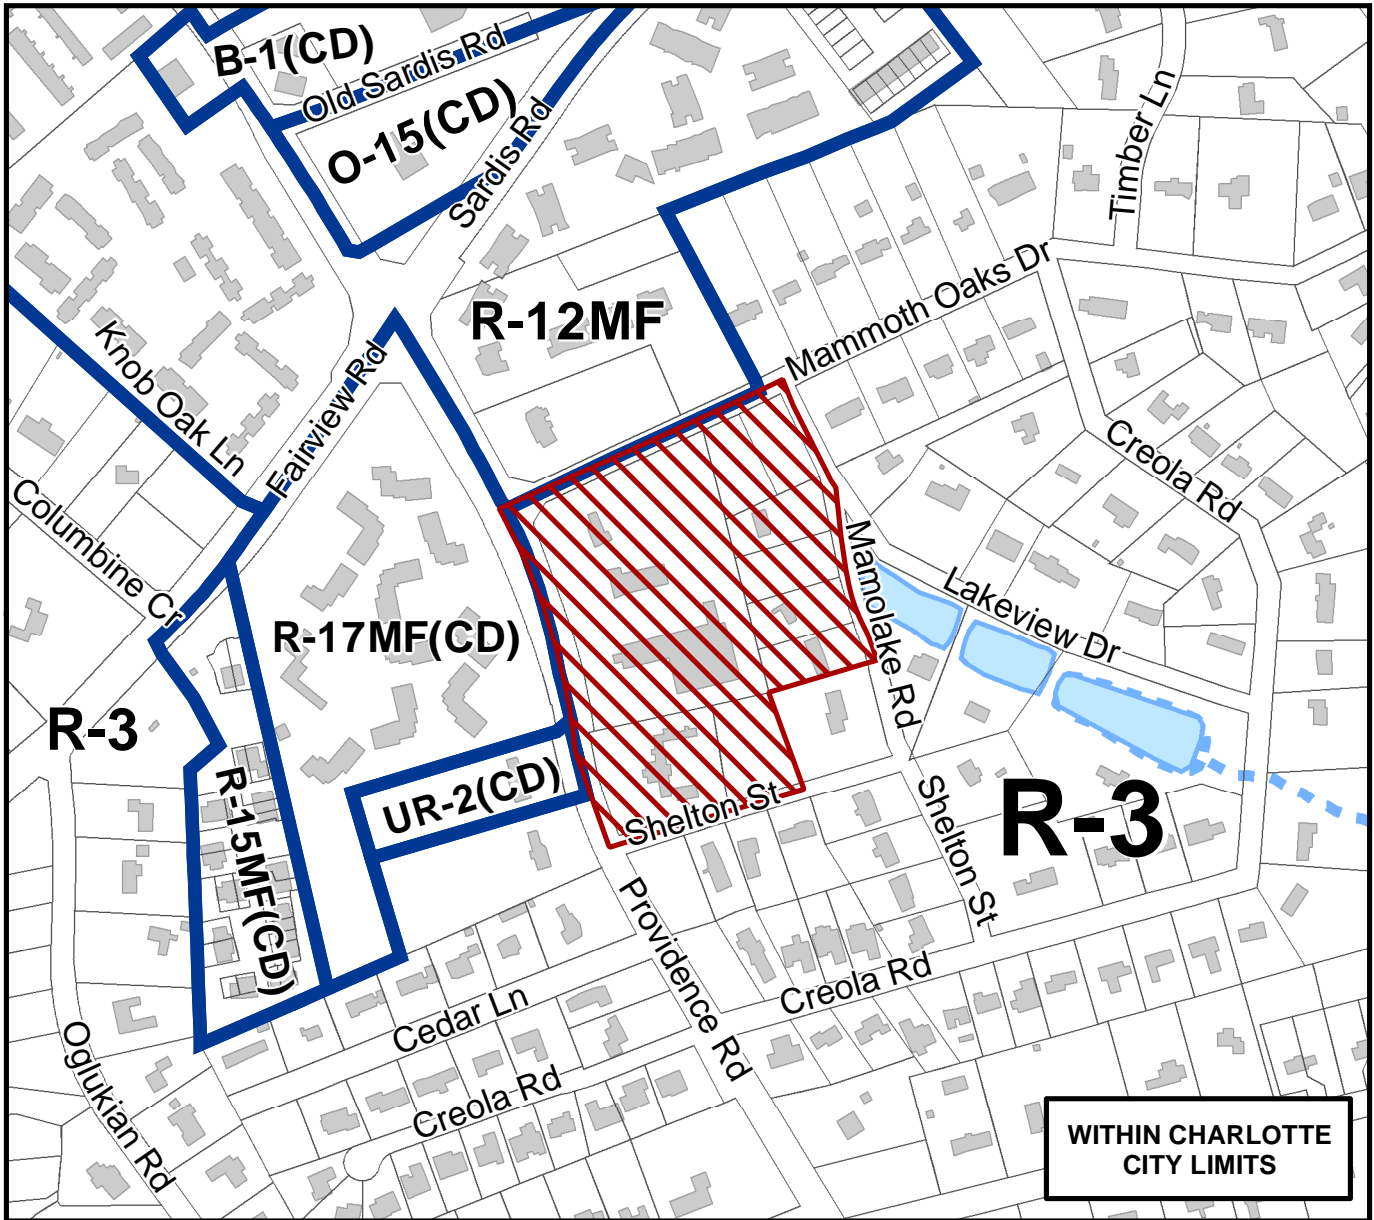 B-1(CD)
Old Sardis Rd
O-15(CD)
Sardis Rd
Timber Ln
R-12MF
Mammoth Oaks Dr
Knob Oak Ln
Fairview Rd
Creola Rd
Columbine Cr
Mamolake Rd
Lakeview Dr
R-17MF(CD)
R-3
R-15MF(CD)
UR-2(CD)
Shelton St
Shelton St
R-3
Providence Rd
Creola Rd
Cedar Ln
Creola Rd
Oglukian Rd
WITHIN CHARLOTTE
CITY LIMITS